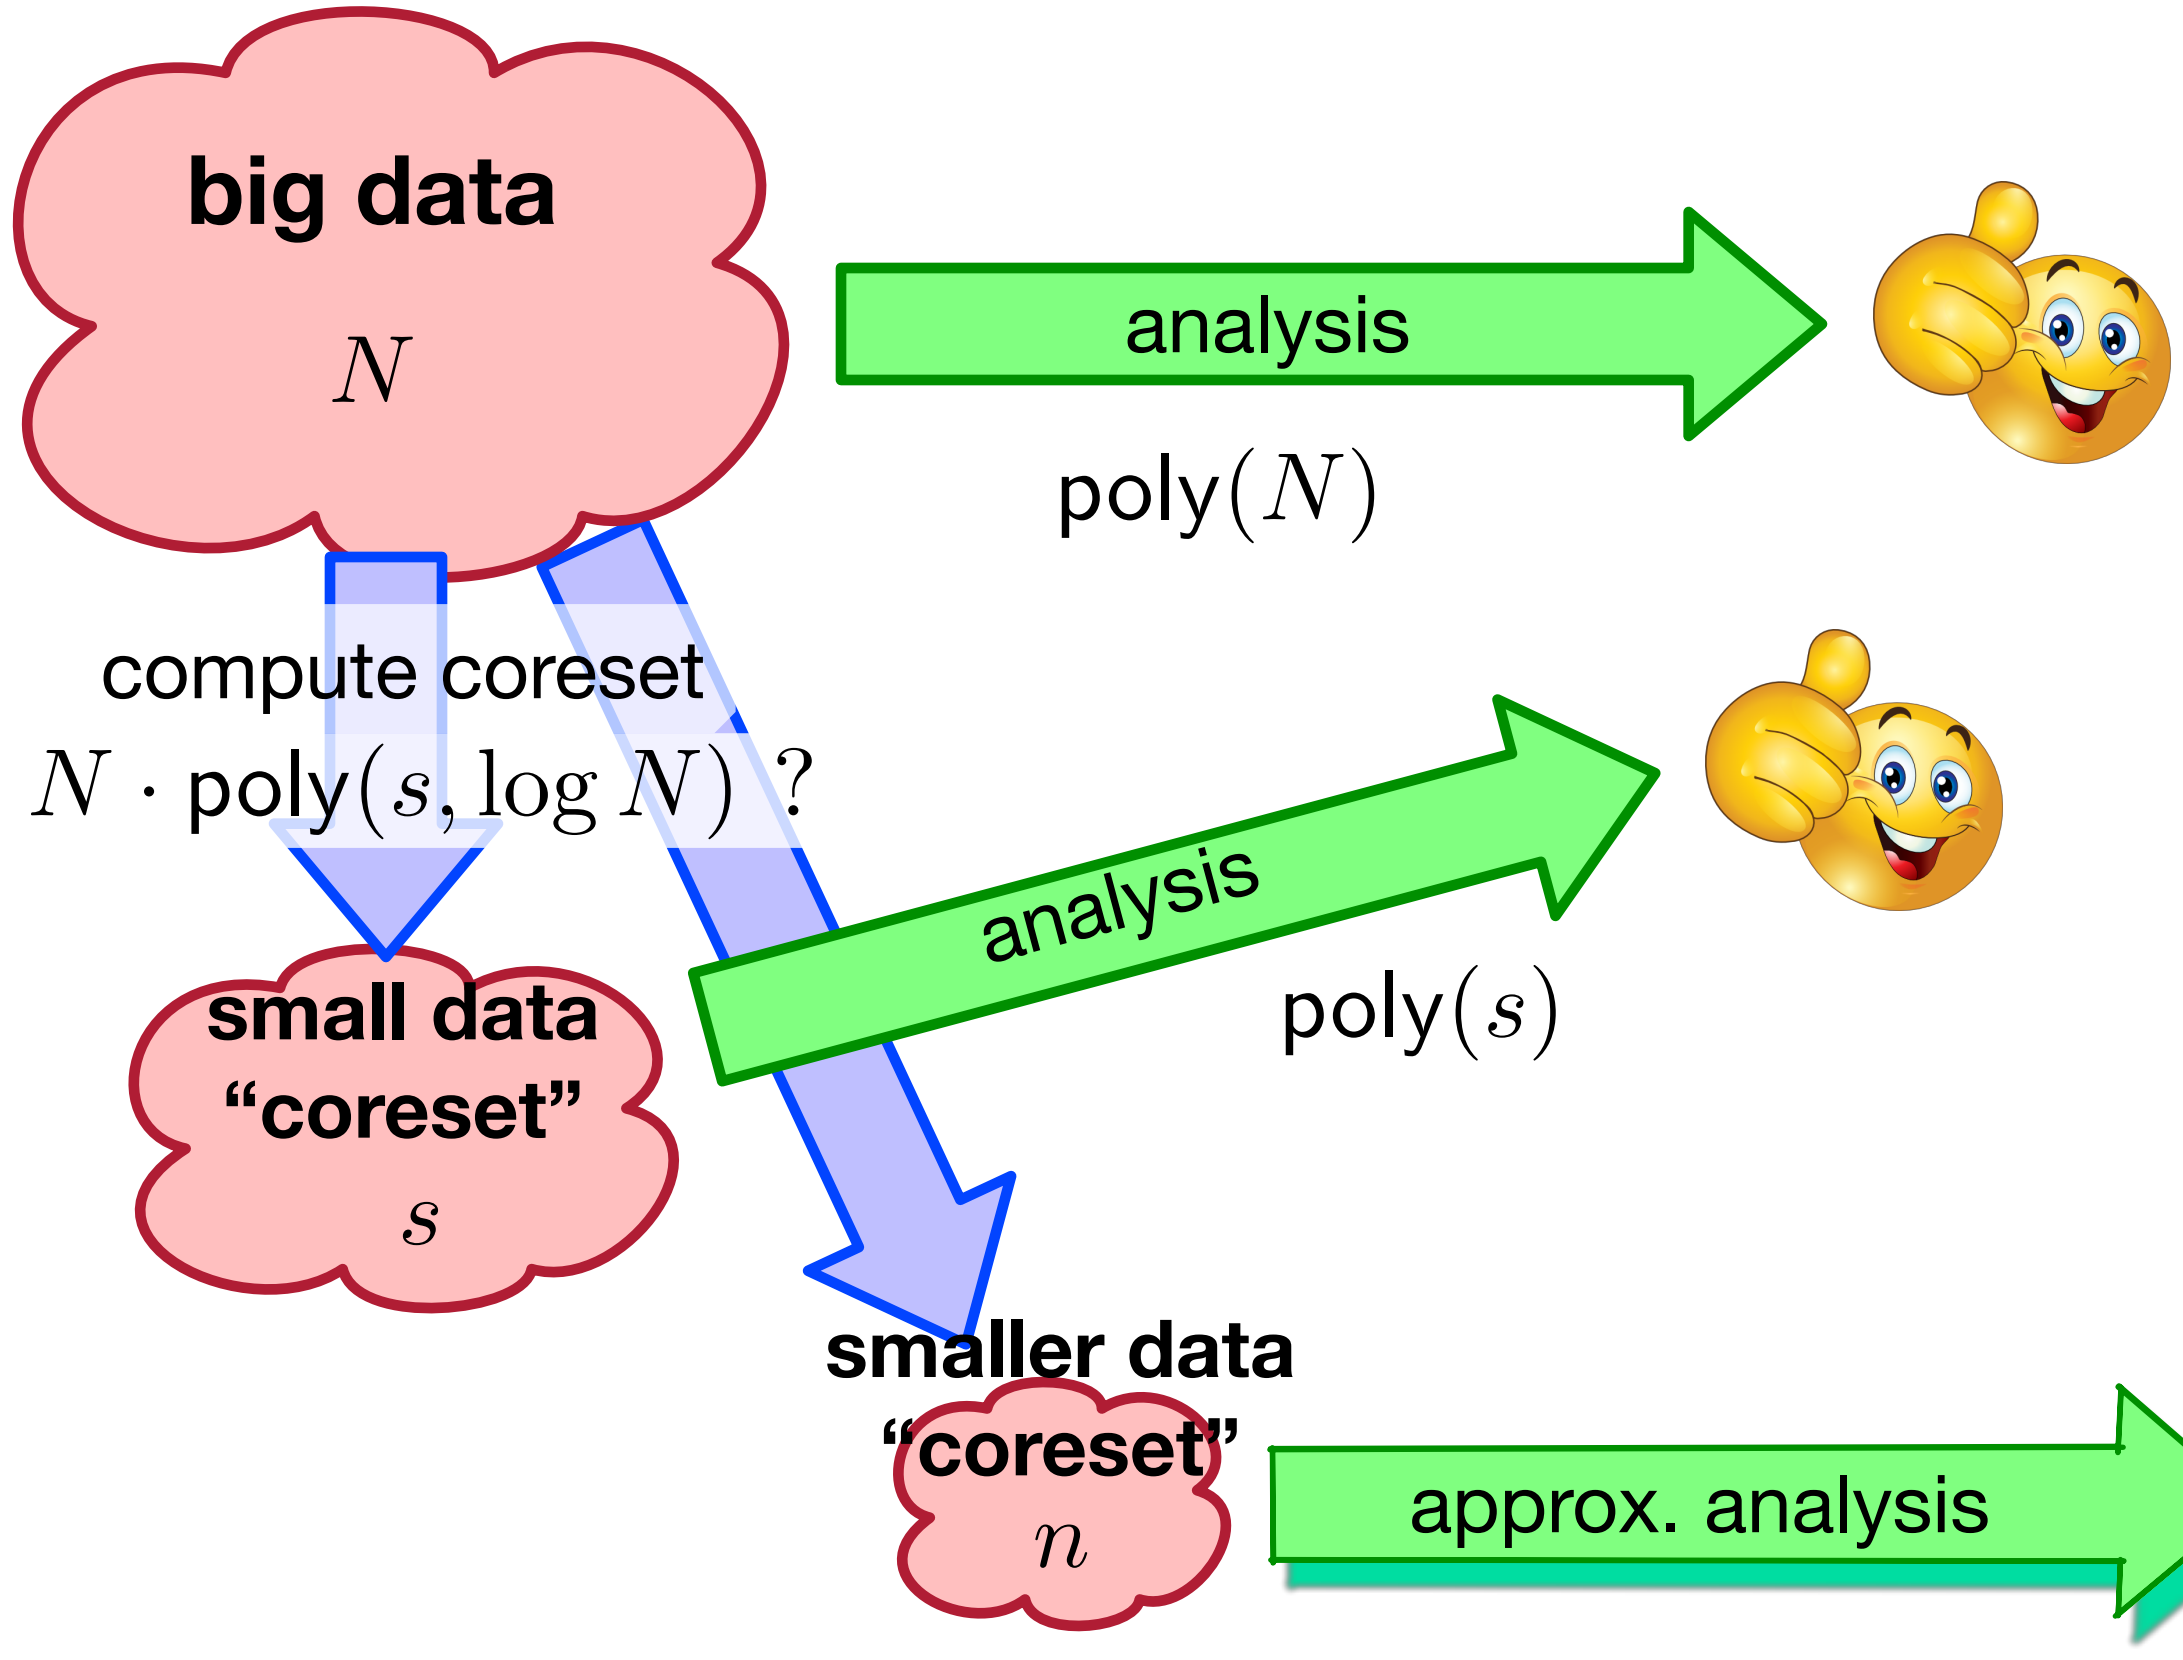 big data
N
analysis
poly(N)
compute coreset
N · poly(s, log N) ?
analysis
poly(s)
small data
“coreset”
s
smaller data
“coreset”
n
approx. analysis